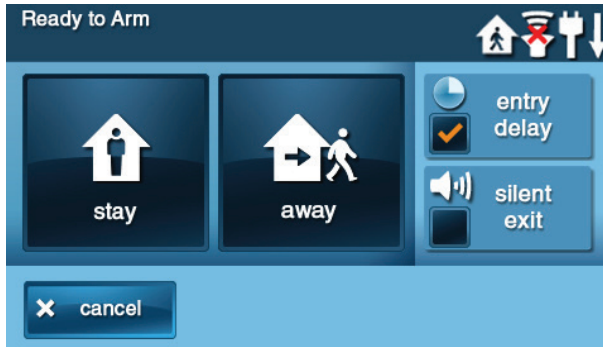 Ready to Arm
stay
away
entry
delay
silent
exit
cancel